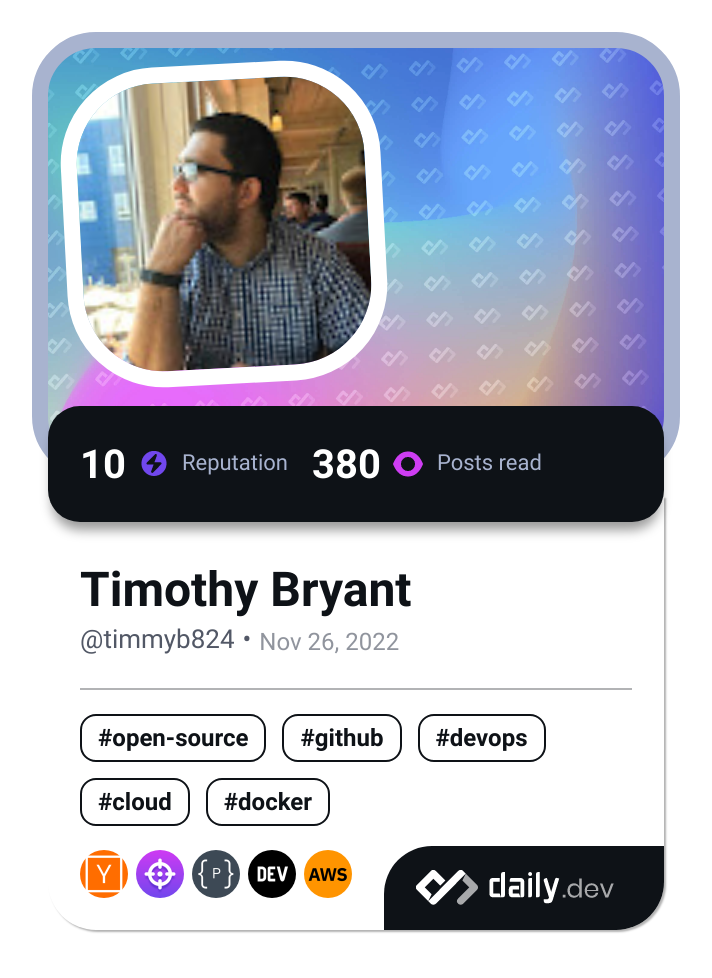 10 Reputation 380 Posts read
Timothy Bryant
@timmyb824 • Nov 26, 2022
#open-source #github #devops
#cloud #docker
Y {P} DEV AWS
daily.dev